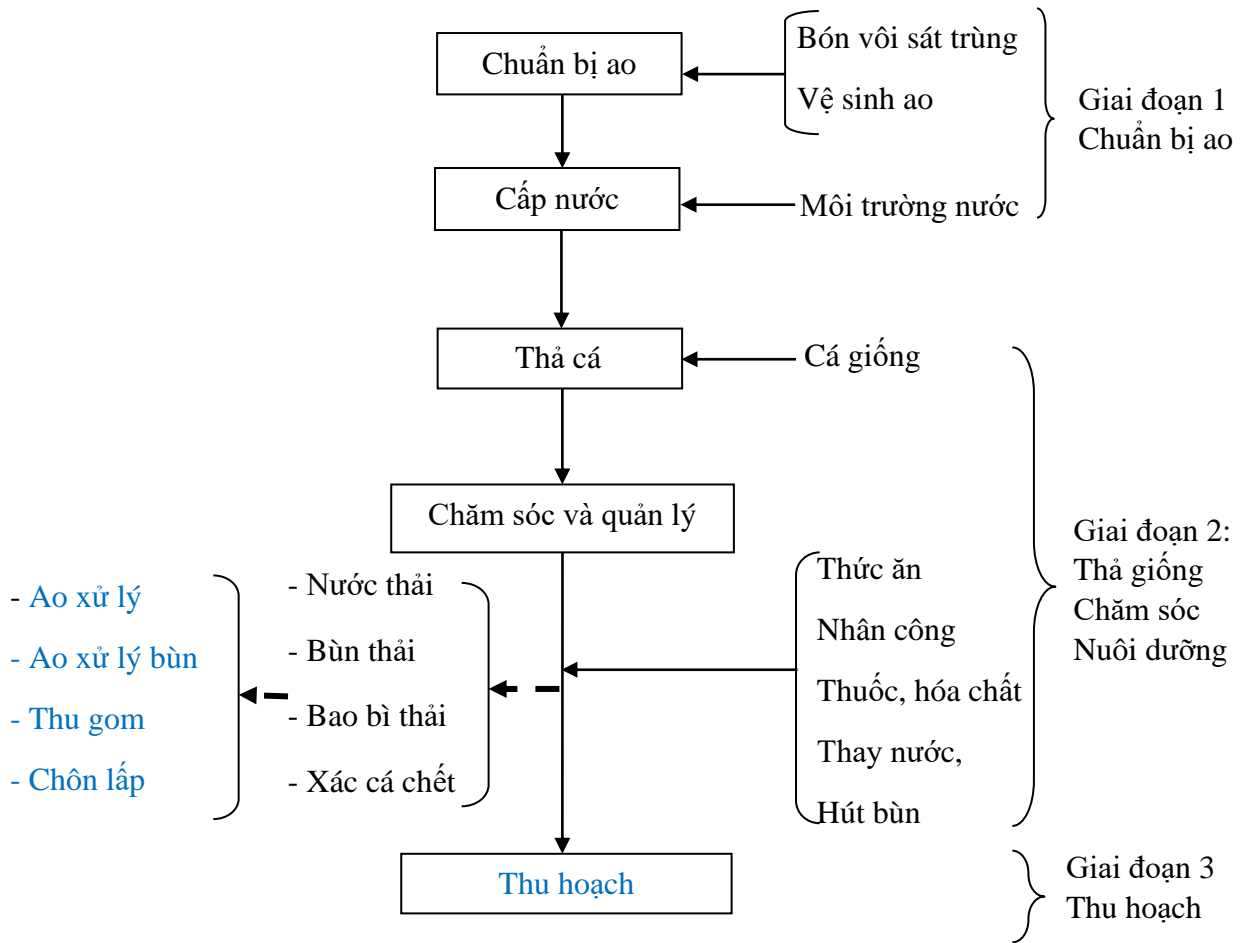 Chuẩn bị ao
Bón vôi sát trùng
Vệ sinh ao
Giai đoạn 1
Chuẩn bị ao
Cấp nước
Môi trường nước
Thả cá
Cá giống
Chăm sóc và quản lý
- Nước thải
- Bùn thải
- Bao bì thải
- Xác cá chết
- Ao xử lý
- Ao xử lý bùn
- Thu gom
- Chôn lấp
Thức ăn
Nhân công
Thuốc, hóa chất
Thay nước,
Hút bùn
Giai đoạn 2:
Thả giống
Chăm sóc
Nuôi dưỡng
Thu hoạch
Giai đoạn 3
Thu hoạch